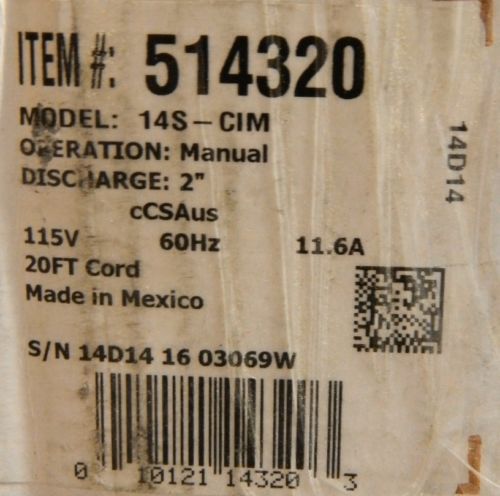 ITEM #: 514320
MODEL: 14S-CIM
OPERATION: Manual
DISCHARGE: 2"
cCSAus
115V 60Hz 11.6A
20FT Cord
Made in Mexico
S/N 14D14 16 03069W
0 10121 14320 3
14D14